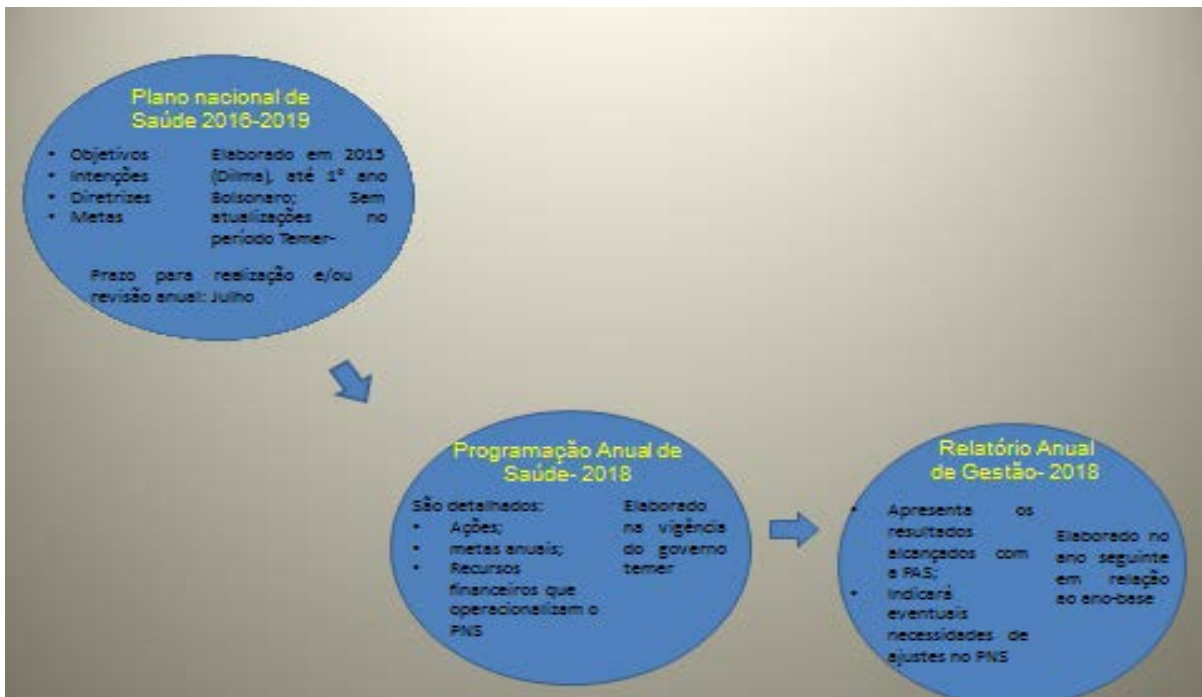 Plano nacional de
Saúde 2016-2019
• Objetivos
• Intenções
• Diretrizes
• Metas
Elaborado em 2015
(Dilma), até 1º ano
Bolsonaro; Sem
atualizações no
período Temer-
Prazo para realização e/ou
revisão anual: Julho
Programação Anual de
Saúde- 2018
São detalhados:
• Ações;
• metas anuais;
• Recursos
financeiros que
operacionalizam o
PNS
Elaborado
na vigência
do governo
temer
Relatório Anual
de Gestão- 2018
• Apresenta os
resultados
alcançados com
a PAS;
• Indicará
eventuais
necessidades de
ajustes no PNS
Elaborado no
ano seguinte
em relação
ao ano-base